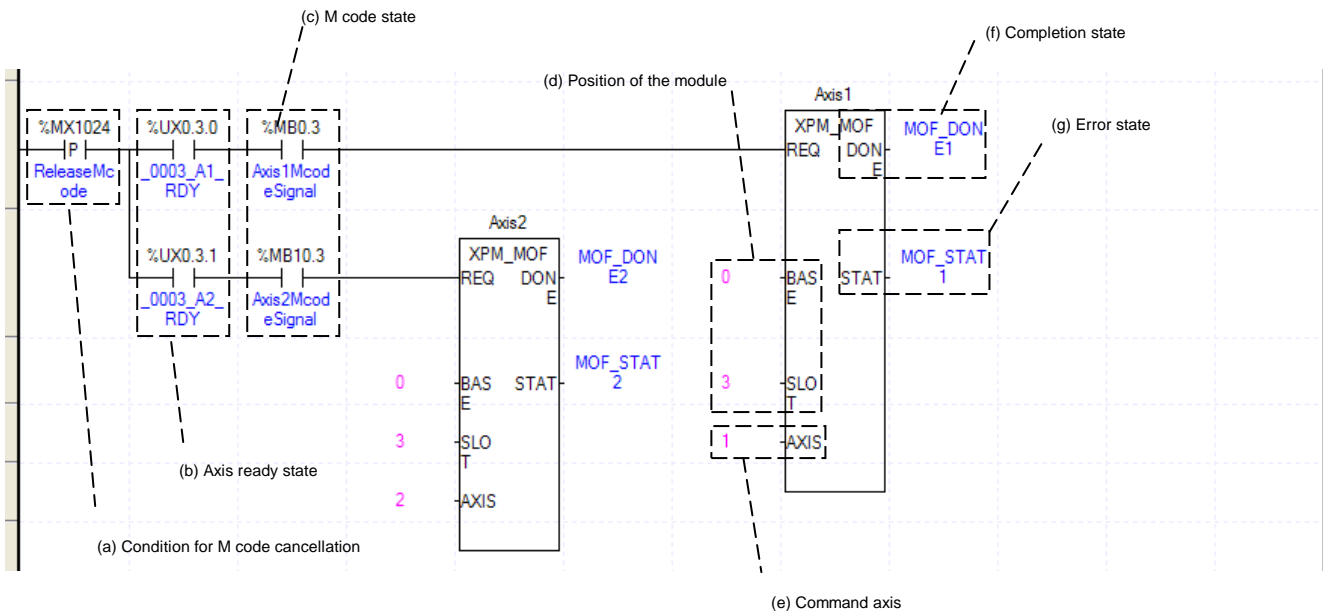 (c) M code state
(f) Completion state
(d) Position of the module
Axis1
(g) Error state
%MX1024
%UX0.3.0
%MB0.3
XPM_MOF
MOF_DON
E1
P
REQ
DON
E
ReleaseMc
ode
_0003_A1_
RDY
Axis1Mcod
eSignal
Axis2
%UX0.3.1
%MB10.3
XPM_MOF
MOF_DON
E2
REQ
DON
E
0
BAS
E
STAT
MOF_STAT
1
_0003_A2_
RDY
Axis2Mcod
eSignal
0
BAS
E
STAT
MOF_STAT
2
3
SLO
T
3
SLO
T
1
AXIS
(b) Axis ready state
2
AXIS
(a) Condition for M code cancellation
(e) Command axis